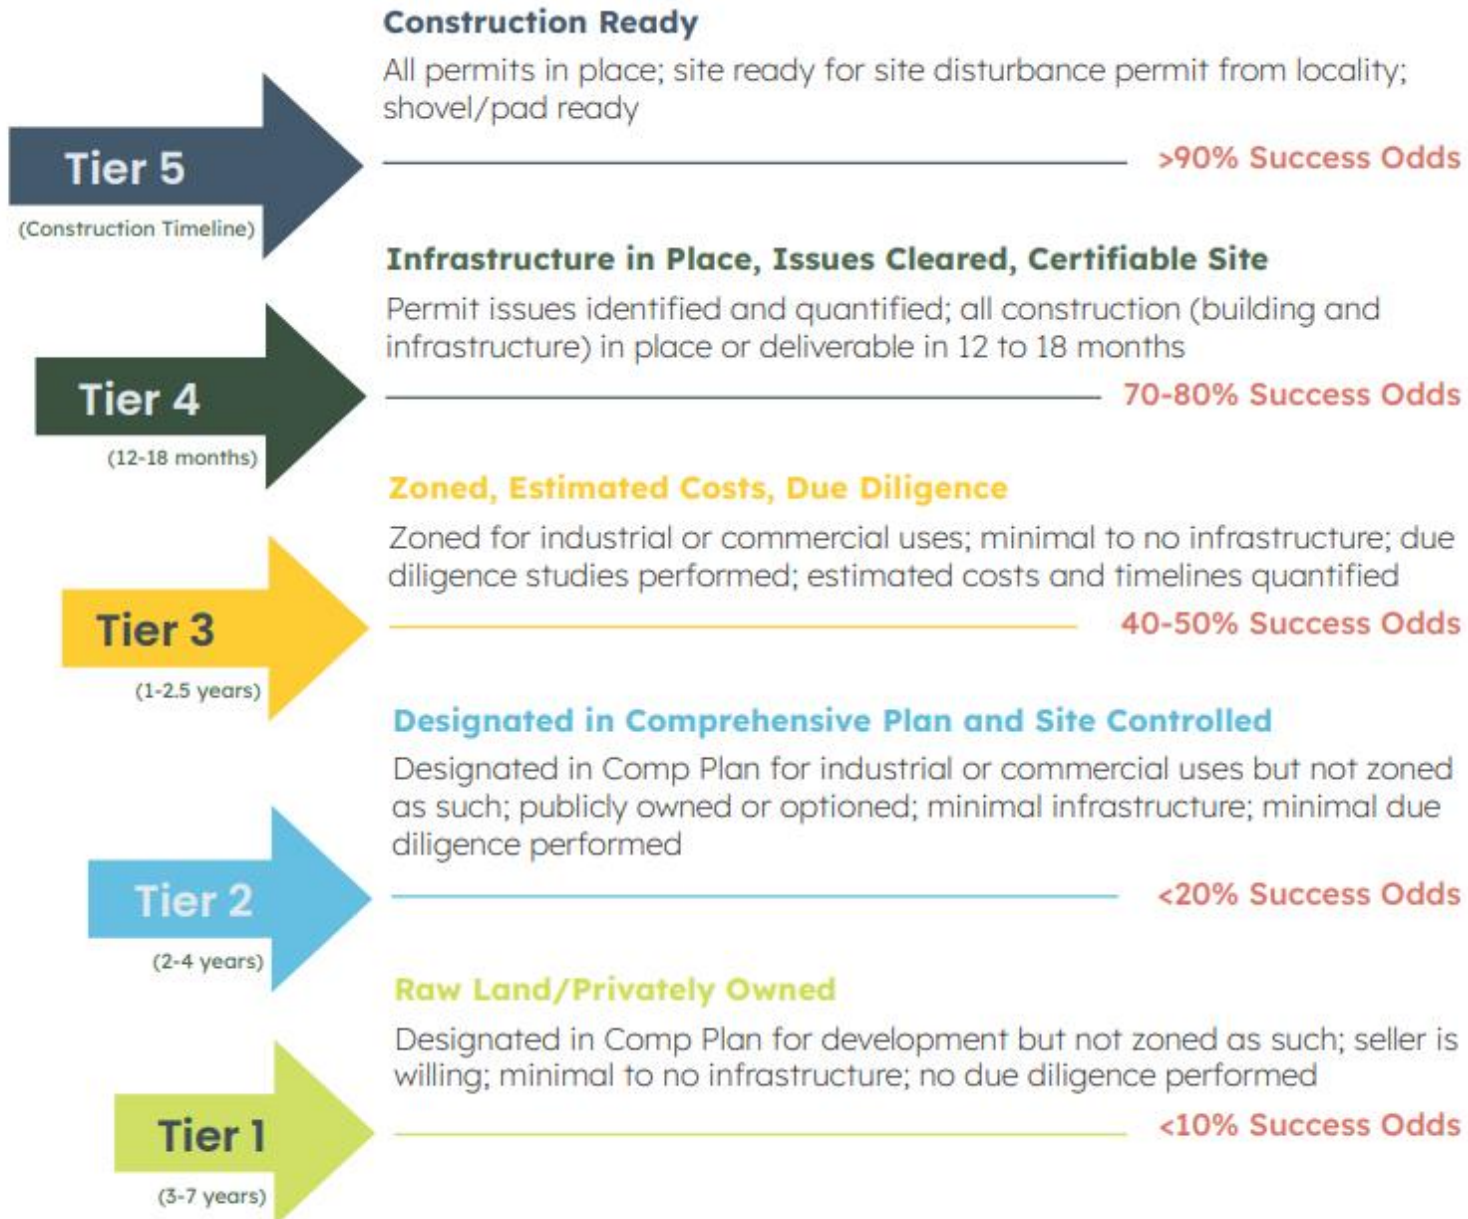 Construction Ready
All permits in place; site ready for site disturbance permit from locality;
shovel/pad ready
Tier 5
>90% Success Odds
(Construction Timeline)
Infrastructure in Place, Issues Cleared, Certifiable Site
Permit issues identified and quantified; all construction (building and
infrastructure) in place or deliverable in 12 to 18 months
Tier 4
70-80% Success Odds
(12-18 months)
Zoned, Estimated Costs, Due Diligence
Zoned for industrial or commercial uses; minimal to no infrastructure; due
diligence studies performed; estimated costs and timelines quantified
Tier 3
40-50% Success Odds
(1-2.5 years)
Designated in Comprehensive Plan and Site Controlled
Designated in Comp Plan for industrial or commercial uses but not zoned
as such; publicly owned or optioned; minimal infrastructure; minimal due
diligence performed
Tier 2
<20% Success Odds
(2-4 years)
Raw Land/Privately Owned
Designated in Comp Plan for development but not zoned as such; seller is
willing; minimal to no infrastructure; no due diligence performed
Tier 1
<10% Success Odds
(3-7 years)